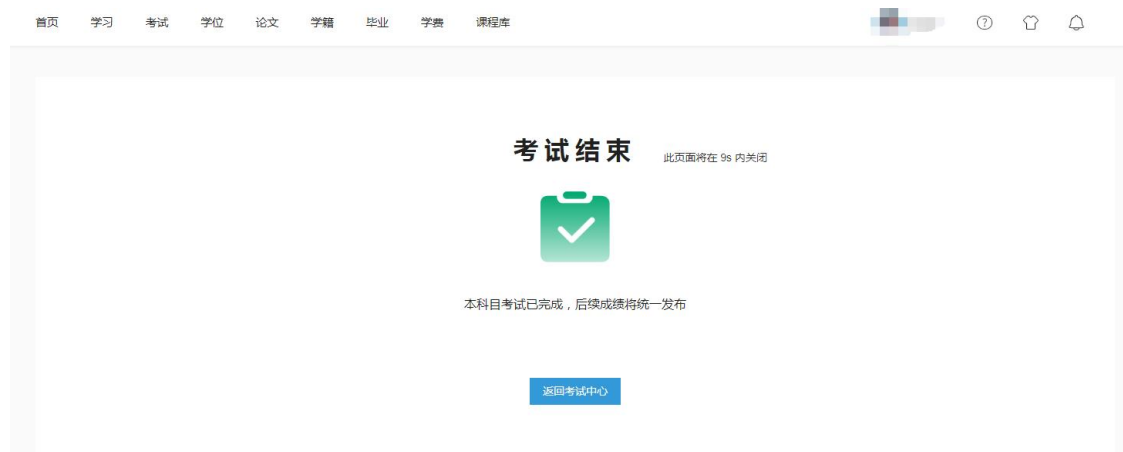 首页 学习 考试 学位 论文 学籍 毕业 学费 课程库
考试结束 此页面将在 9s 内关闭
本科目考试已完成，后续成绩将统一发布
返回考试中心